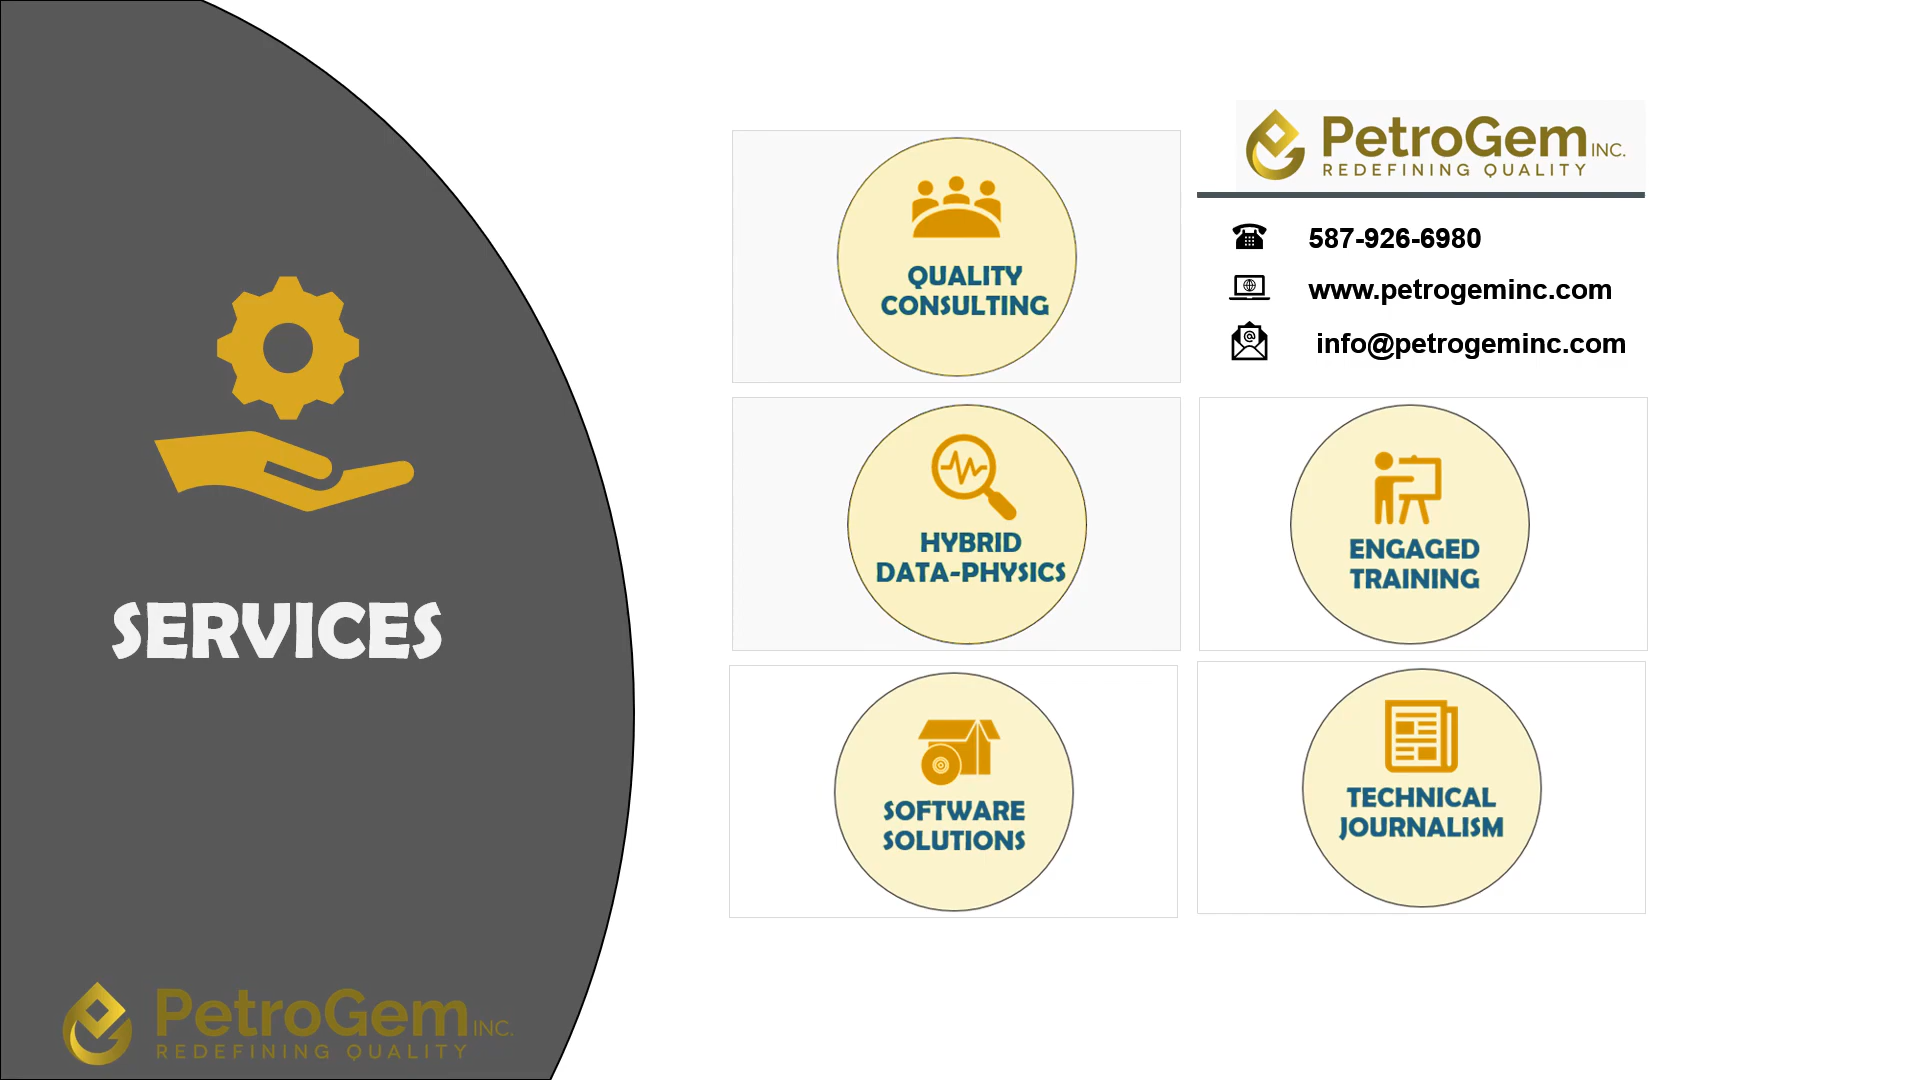 SERVICES
PetroGem INC.
REDEFINING QUALITY
QUALITY
CONSULTING
PetroGem INC.
REDEFINING QUALITY
587-926-6980
www.petrogeminc.com
info@petrogeminc.com
HYBRID
DATA-PHYSICS
ENGAGED
TRAINING
SOFTWARE
SOLUTIONS
TECHNICAL
JOURNALISM